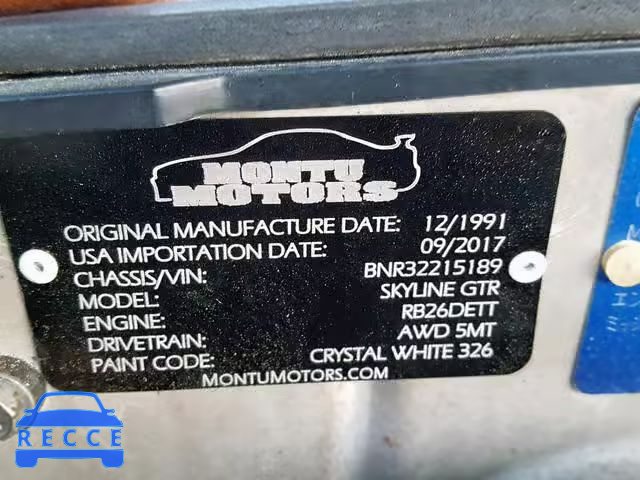 MONTU
MOTORS
ORIGINAL MANUFACTURE DATE: 12/1991
USA IMPORTATION DATE: 09/2017
CHASSIS/VIN: BNR32215189
MODEL: SKYLINE GTR
ENGINE: RB26DETT
DRIVETRAIN: AWD 5MT
PAINT CODE: CRYSTAL WHITE 326
MONTUMOTORS.COM
RECCE